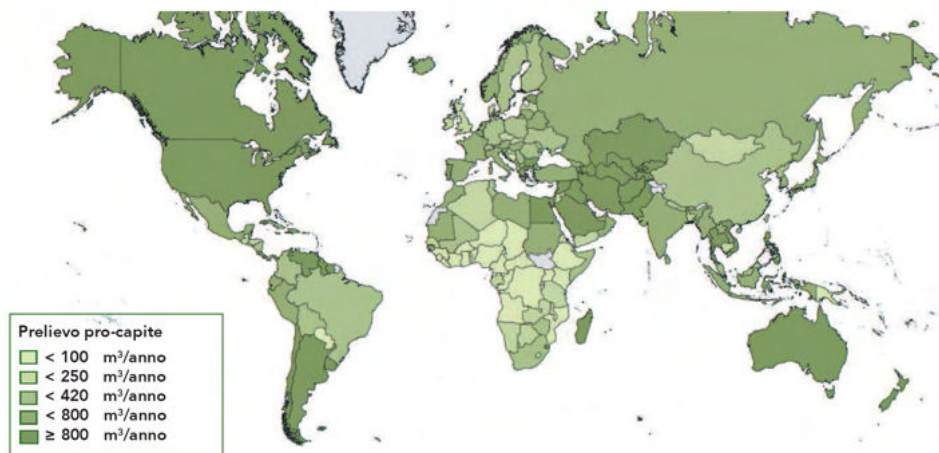 Prelievo pro-capite
< 100 m³/anno
< 250 m³/anno
< 420 m³/anno
< 800 m³/anno
≥ 800 m³/anno